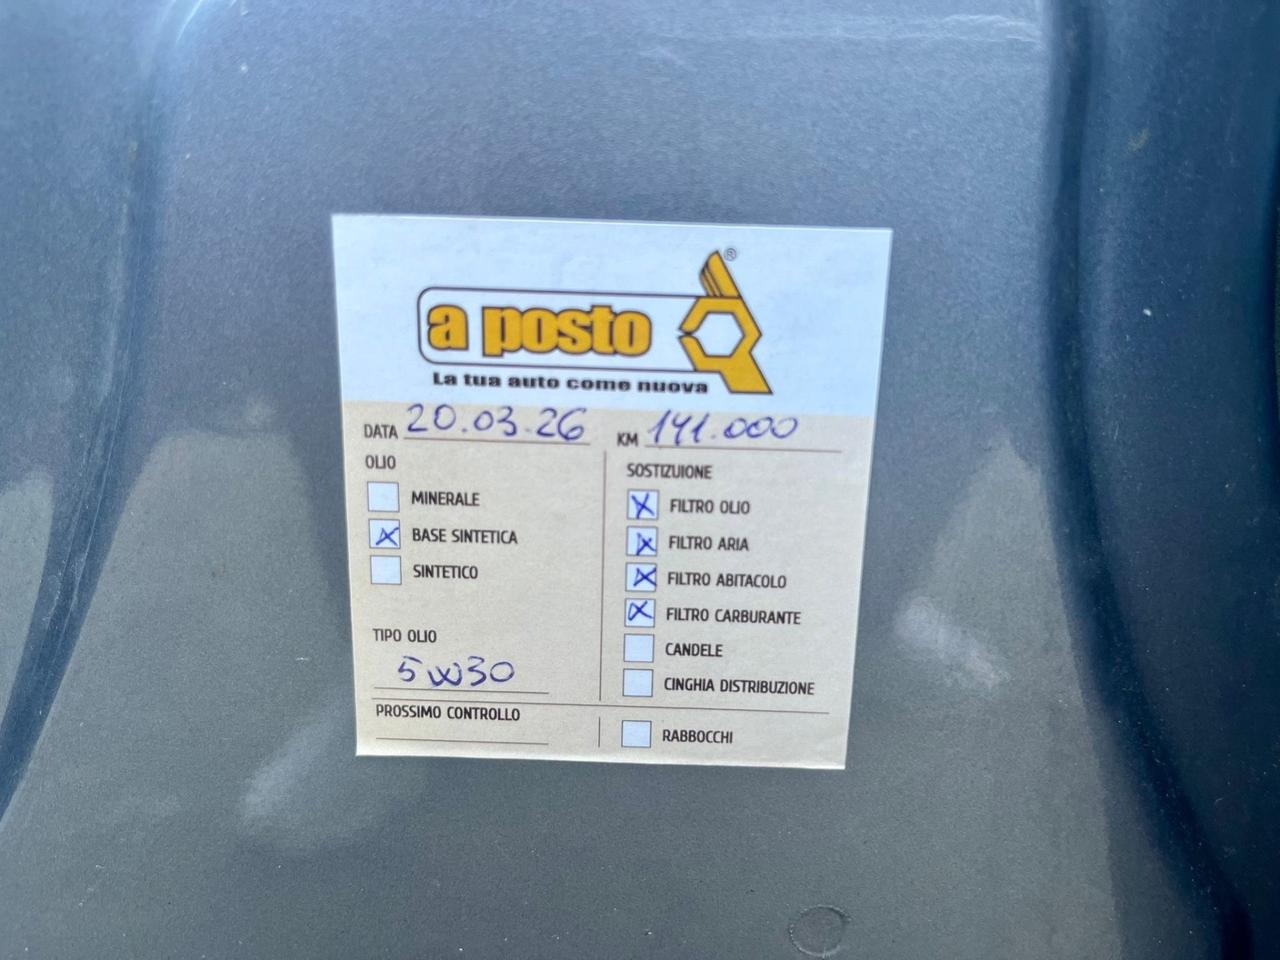 a posto ®
La tua auto come nuova
DATA 20.03.26 KM 141.000
OLIO
MINERALE
BASE SINTETICA
SINTETICO
TIPO OLIO
5W30
PROSSIMO CONTROLLO
SOSTIZUIONE
FILTRO OLIO
FILTRO ARIA
FILTRO ABITACOLO
FILTRO CARBURANTE
CANDELE
CINGHIA DISTRIBUZIONE
RABBOCCHI